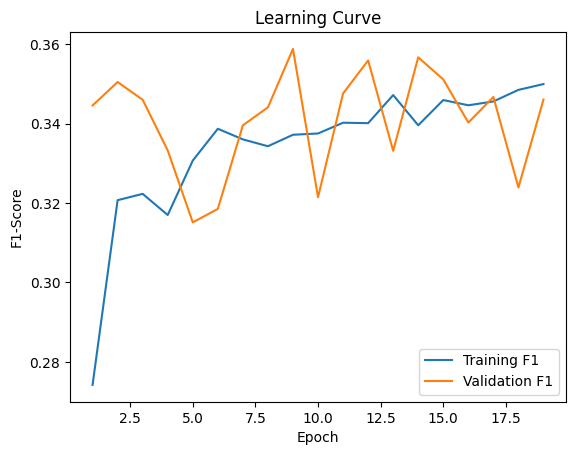 Learning Curve
F1-Score
0.36
0.34
0.32
0.30
0.28
2.5 5.0 7.5 10.0 12.5 15.0 17.5
Epoch
Training F1
Validation F1